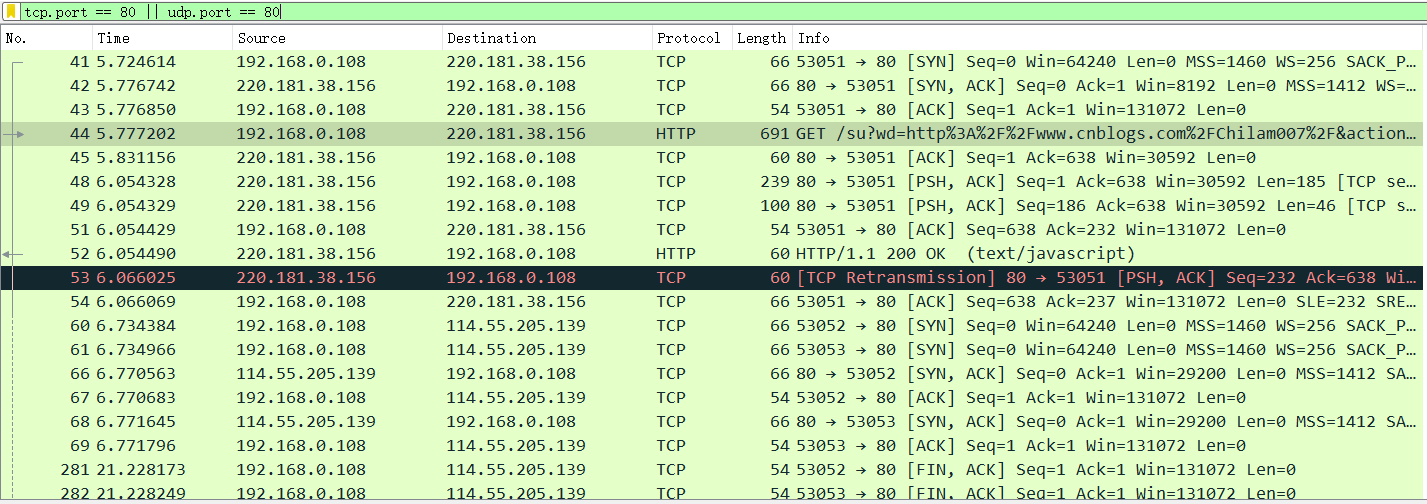 tcp.port == 80 || udp.port == 80
No. Time Source Destination Protocol Length Info
41 5.724614 192.168.0.108 220.181.38.156 TCP 66 53051 → 80 [SYN] Seq=0 Win=64240 Len=0 MSS=1460 WS=256 SACK_P…
42 5.776742 220.181.38.156 192.168.0.108 TCP 66 80 → 53051 [SYN, ACK] Seq=0 Ack=1 Win=8192 Len=0 MSS=1412 WS=…
43 5.776850 192.168.0.108 220.181.38.156 TCP 54 53051 → 80 [ACK] Seq=1 Ack=1 Win=131072 Len=0
44 5.777202 192.168.0.108 220.181.38.156 HTTP 691 GET /su?wd=http%3A%2F%2Fwww.cnblogs.com%2FChilam007%2F&action…
45 5.831156 220.181.38.156 192.168.0.108 TCP 60 80 → 53051 [ACK] Seq=1 Ack=638 Win=30592 Len=0
48 6.054328 220.181.38.156 192.168.0.108 TCP 239 80 → 53051 [PSH, ACK] Seq=1 Ack=638 Win=30592 Len=185 [TCP se…
49 6.054329 220.181.38.156 192.168.0.108 TCP 100 80 → 53051 [PSH, ACK] Seq=186 Ack=638 Win=30592 Len=46 [TCP s…
51 6.054429 192.168.0.108 220.181.38.156 TCP 54 53051 → 80 [ACK] Seq=638 Ack=232 Win=131072 Len=0
52 6.054490 220.181.38.156 192.168.0.108 HTTP 60 HTTP/1.1 200 OK  (text/javascript)
53 6.066025 220.181.38.156 192.168.0.108 TCP 60 [TCP Retransmission] 80 → 53051 [PSH, ACK] Seq=232 Ack=638 Wi…
54 6.066069 192.168.0.108 220.181.38.156 TCP 66 53051 → 80 [ACK] Seq=638 Ack=237 Win=131072 Len=0 SLE=232 SRE…
60 6.734384 192.168.0.108 114.55.205.139 TCP 66 53052 → 80 [SYN] Seq=0 Win=64240 Len=0 MSS=1460 WS=256 SACK_P…
61 6.734966 192.168.0.108 114.55.205.139 TCP 66 53053 → 80 [SYN] Seq=0 Win=64240 Len=0 MSS=1460 WS=256 SACK_P…
66 6.770563 114.55.205.139 192.168.0.108 TCP 66 80 → 53052 [SYN, ACK] Seq=0 Ack=1 Win=29200 Len=0 MSS=1412 SA…
67 6.770683 192.168.0.108 114.55.205.139 TCP 54 53052 → 80 [ACK] Seq=1 Ack=1 Win=131072 Len=0
68 6.771645 114.55.205.139 192.168.0.108 TCP 66 80 → 53053 [SYN, ACK] Seq=0 Ack=1 Win=29200 Len=0 MSS=1412 SA…
69 6.771796 192.168.0.108 114.55.205.139 TCP 54 53053 → 80 [ACK] Seq=1 Ack=1 Win=131072 Len=0
281 21.228173 192.168.0.108 114.55.205.139 TCP 54 53052 → 80 [FIN, ACK] Seq=1 Ack=1 Win=131072 Len=0
282 21.228249 192.168.0.108 114.55.205.139 TCP 54 53053 → 80 [FIN, ACK] Seq=1 Ack=1 Win=131072 Len=0